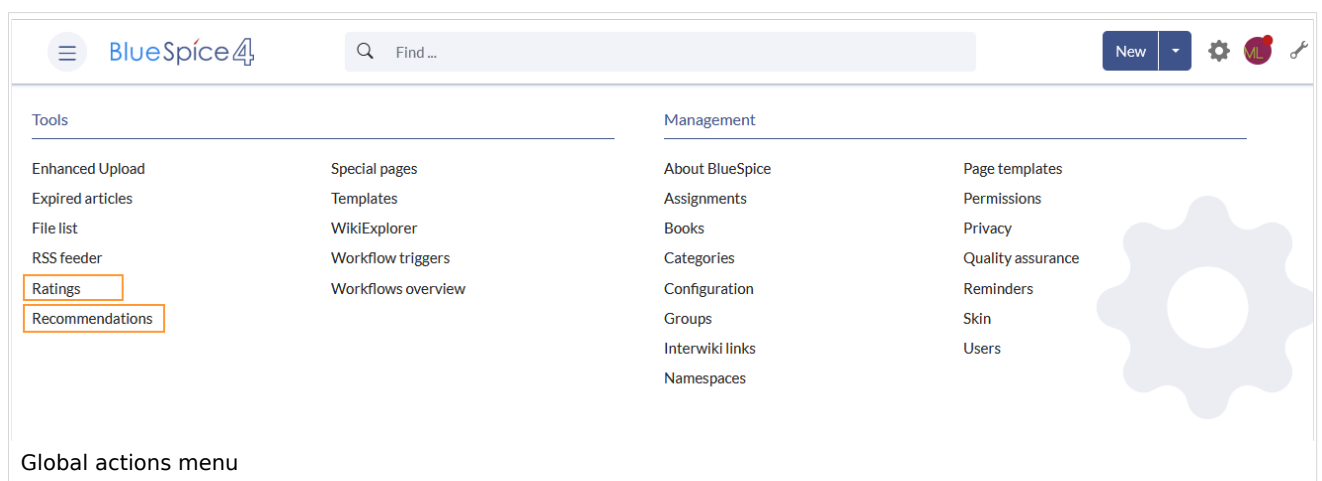 BlueSpice 4
Find ...
New
ML
Tools
Enhanced Upload
Expired articles
File list
RSS feeder
Ratings
Recommendations
Special pages
Templates
WikiExplorer
Workflow triggers
Workflows overview
Management
About BlueSpice
Assignments
Books
Categories
Configuration
Groups
Interwiki links
Namespaces
Page templates
Permissions
Privacy
Quality assurance
Reminders
Skin
Users
Global actions menu